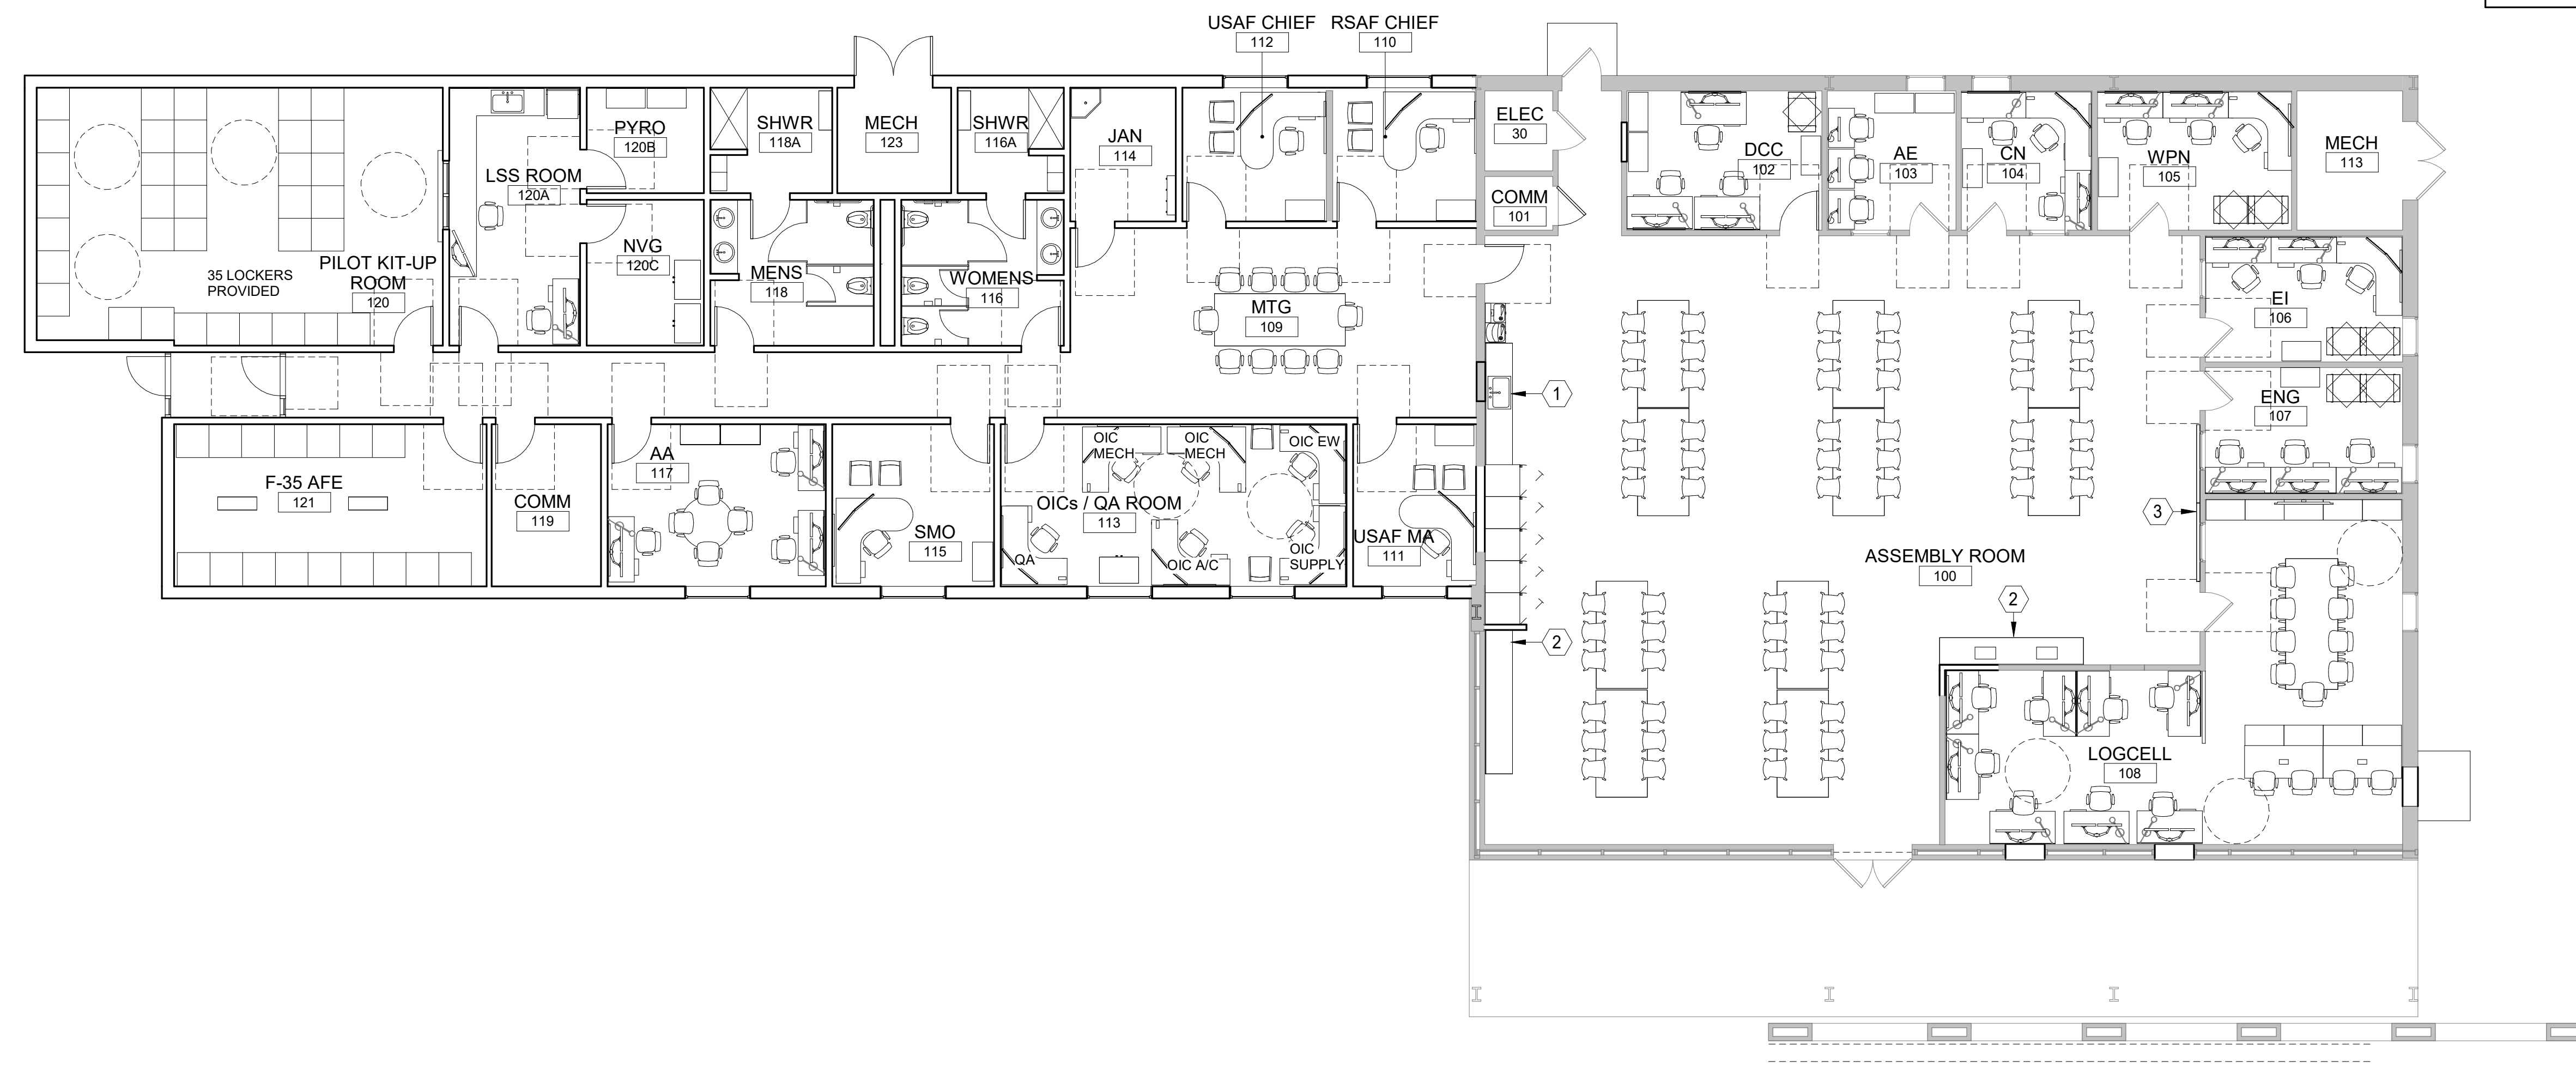 USAF CHIEF
112
RSAF CHIEF
110
PYRO
120B
SHWR
118A
MECH
123
SHWR
116A
JAN
114
ELEC
30
DCC
102
AE
103
CN
104
WPN
105
MECH
113
LSS ROOM
120A
COMM
101
NVG
120C
PILOT KIT-UP
ROOM
120
35 LOCKERS
PROVIDED
MENS
118
WOMENS
116
MTG
109
EI
106
1
ENG
107
F-35 AFE
121
COMM
119
AA
117
SMO
115
OIC
MECH
OIC
MECH
OIC EW
OICs / QA ROOM
113
QA
OIC A/C
OIC
SUPPLY
USAF MA
111
3
ASSEMBLY ROOM
100
2
2
LOGCELL
108